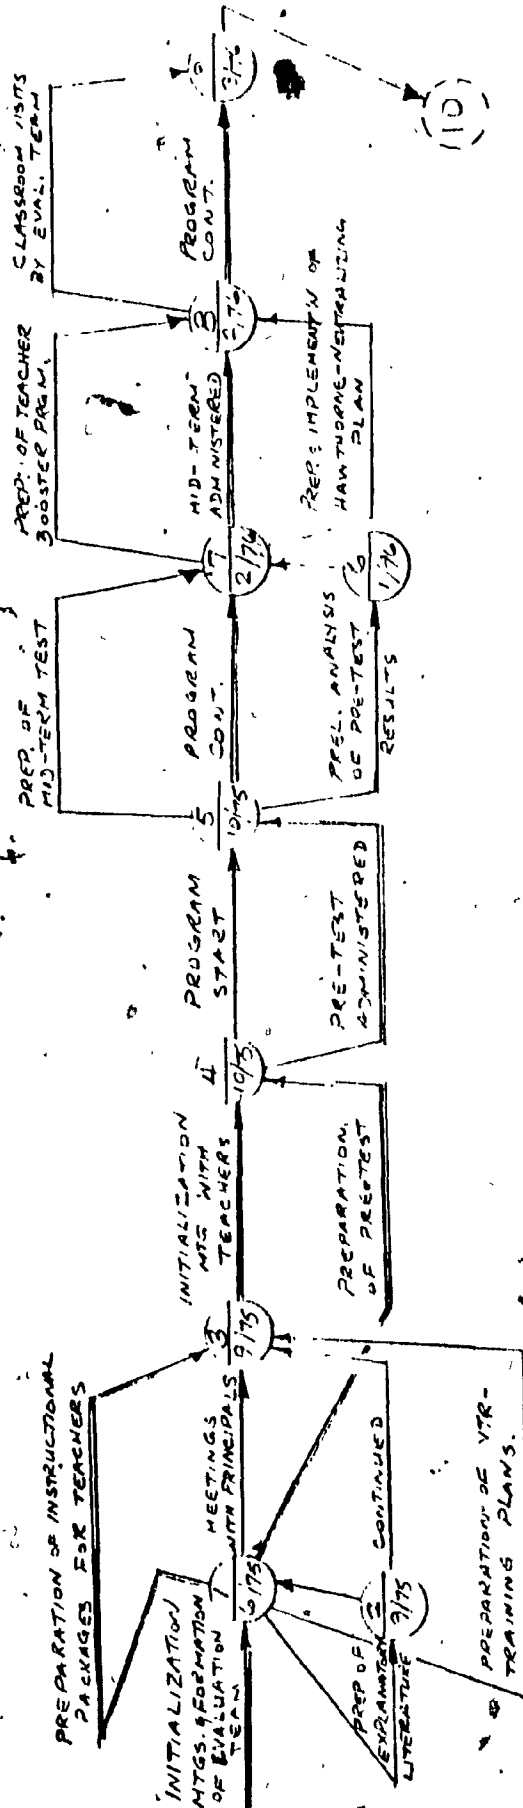 PREPARATION OF INSTRUCTIONAL
PACKAGES FOR TEACHERS
INITIALIZATION
MTGS. & FORMATION
OF EVALUATION
TEAM
1
6/75
MEETINGS
WITH PRINCIPALS
PREP OF
EXPLANATORY
LITERATURE
2
9/75
CONTINUED
PREPARATION OF VTR-
TRAINING PLANS.
3
9/75
INITIALIZATION
MTG WITH
TEACHERS
PREPARATION
OF PRE-TEST
4
PROGRAM
START
PRE-TEST
ADMINISTERED
5
10/75
PREP. OF
MID-TERM TEST
PROGRAM
CONT.
PREL. ANALYSIS
OF PRE-TEST
RESULTS
6
1/76
7
2/76
PREP. OF TEACHER
BOOSTER PRGM.
MID-TERM
ADMINISTERED
PREP & IMPLEMENT'N OF
HAWTHORNE-NEUTRALIZING
PLAN
8
CLASSROOM VISITS
BY EVAL. TEAM
PROGRAM
CONT.
10